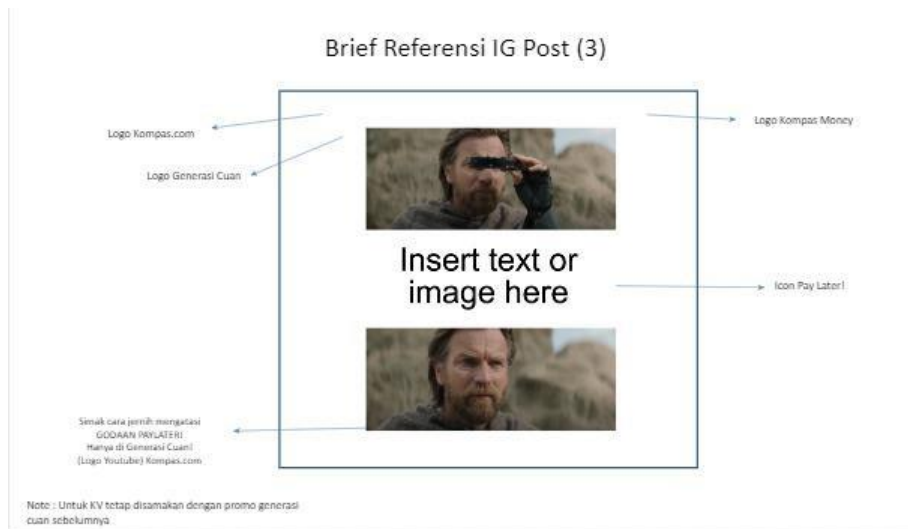 Brief Referensi IG Post (3)
Logo Kompas.com
Logo Kompas Money
Logo Generasi Cuan
Insert text or
image here
Icon Pay Later!
Simak cara jernih mengatasi
GODAAN PAYLATER!
Hanya di Generasi Cuan!
(Logo Youtube) Kompas.com
Note : Untuk KV tetap disamakan dengan promo generasi
cuan sebelumnya